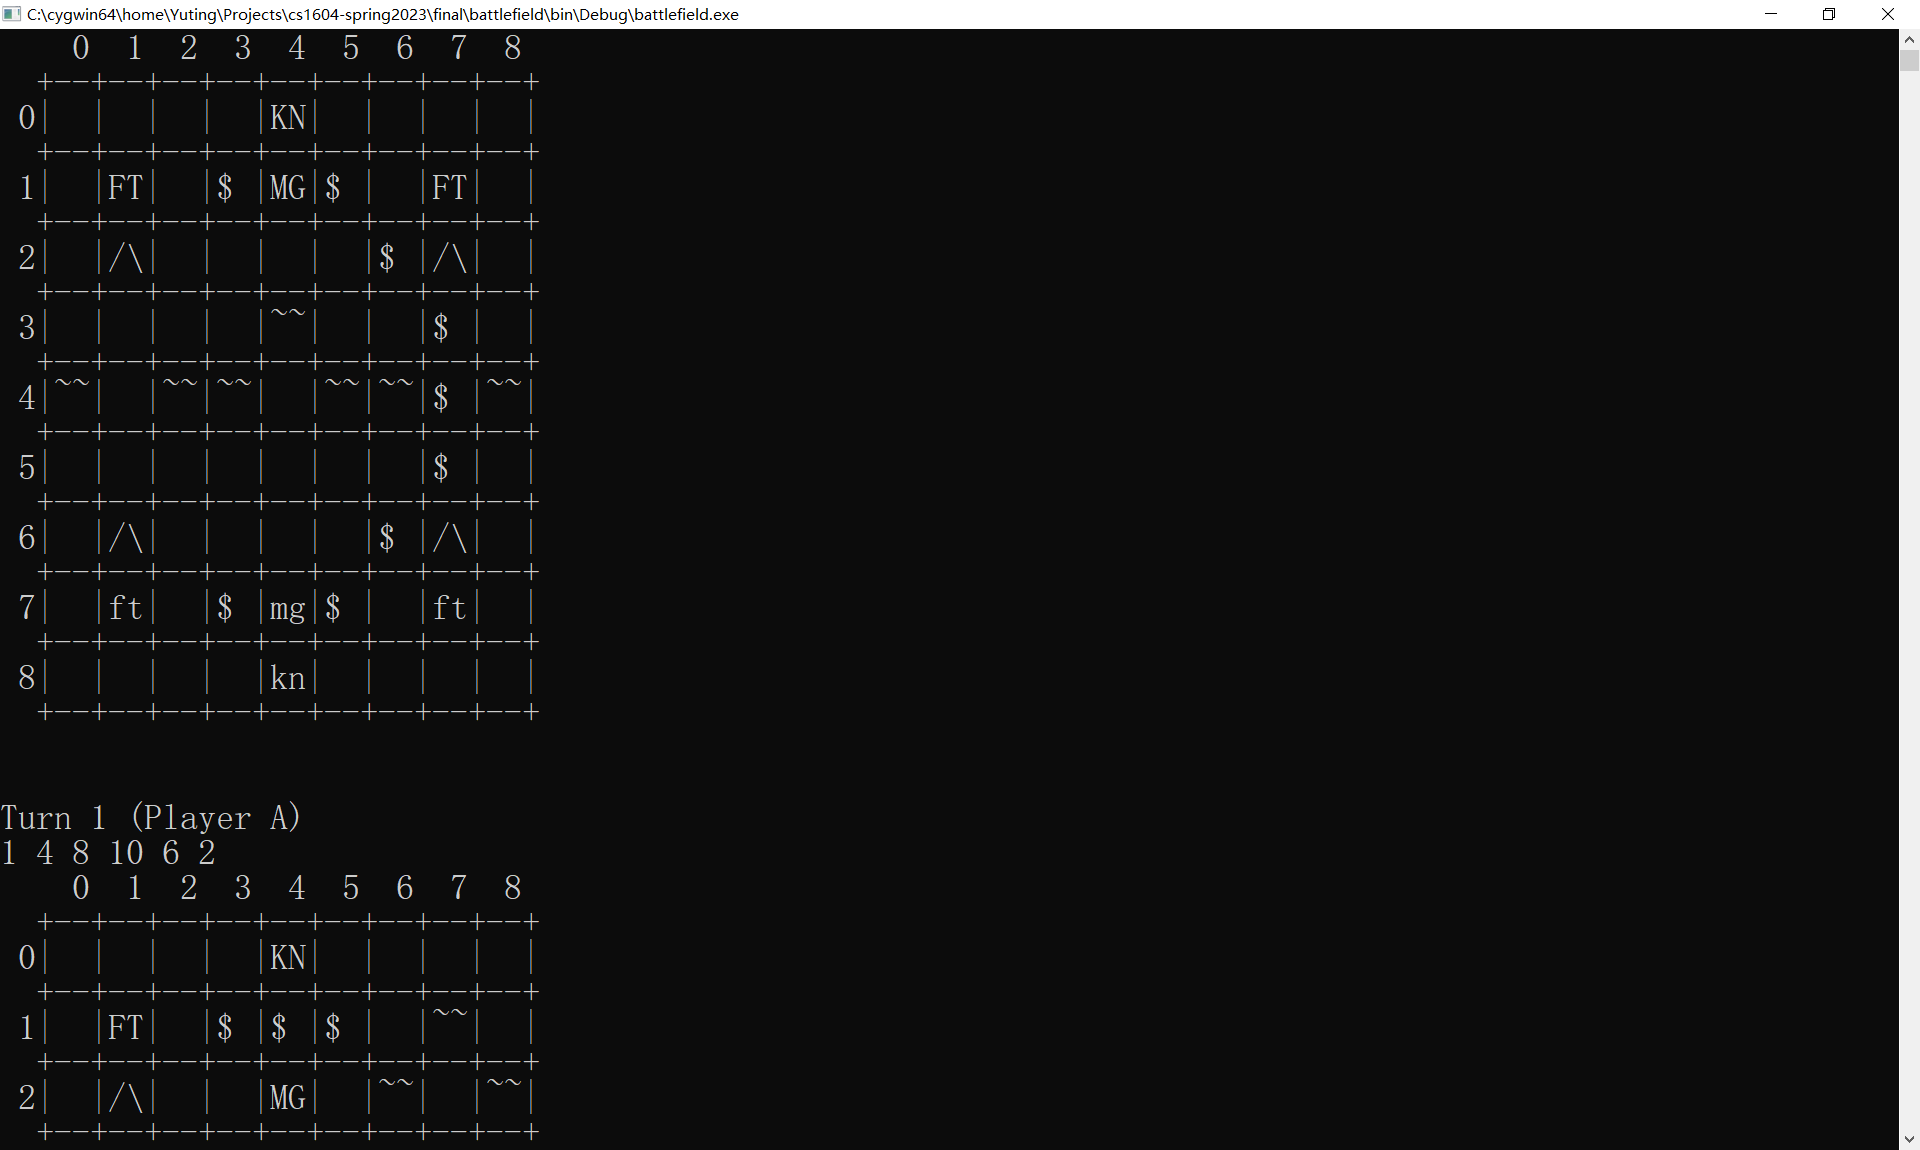 C:\cygwin64\home\Yuting\Projects\cs1604-spring2023\final\battlefield\bin\Debug\battlefield.exe
    0  1  2  3  4  5  6  7  8
  +--+--+--+--+--+--+--+--+--+
 0|  |  |  |  |KN|  |  |  |  |
  +--+--+--+--+--+--+--+--+--+
 1|  |FT|  |$ |MG|$ |  |FT|  |
  +--+--+--+--+--+--+--+--+--+
 2|  |/\|  |  |  |  |$ |/\|  |
  +--+--+--+--+--+--+--+--+--+
 3|  |  |  |  |~~|  |  |$ |  |
  +--+--+--+--+--+--+--+--+--+
 4|~~|  |~~|~~|  |~~|~~|$ |~~|
  +--+--+--+--+--+--+--+--+--+
 5|  |  |  |  |  |  |  |$ |  |
  +--+--+--+--+--+--+--+--+--+
 6|  |/\|  |  |  |  |$ |/\|  |
  +--+--+--+--+--+--+--+--+--+
 7|  |ft|  |$ |mg|$ |  |ft|  |
  +--+--+--+--+--+--+--+--+--+
 8|  |  |  |  |kn|  |  |  |  |
  +--+--+--+--+--+--+--+--+--+
Turn 1 (Player A)
1 4 8 10 6 2
    0  1  2  3  4  5  6  7  8
  +--+--+--+--+--+--+--+--+--+
 0|  |  |  |  |KN|  |  |  |  |
  +--+--+--+--+--+--+--+--+--+
 1|  |FT|  |$ |$ |$ |  |~~|  |
  +--+--+--+--+--+--+--+--+--+
 2|  |/\|  |  |MG|  |~~|  |~~|
  +--+--+--+--+--+--+--+--+--+